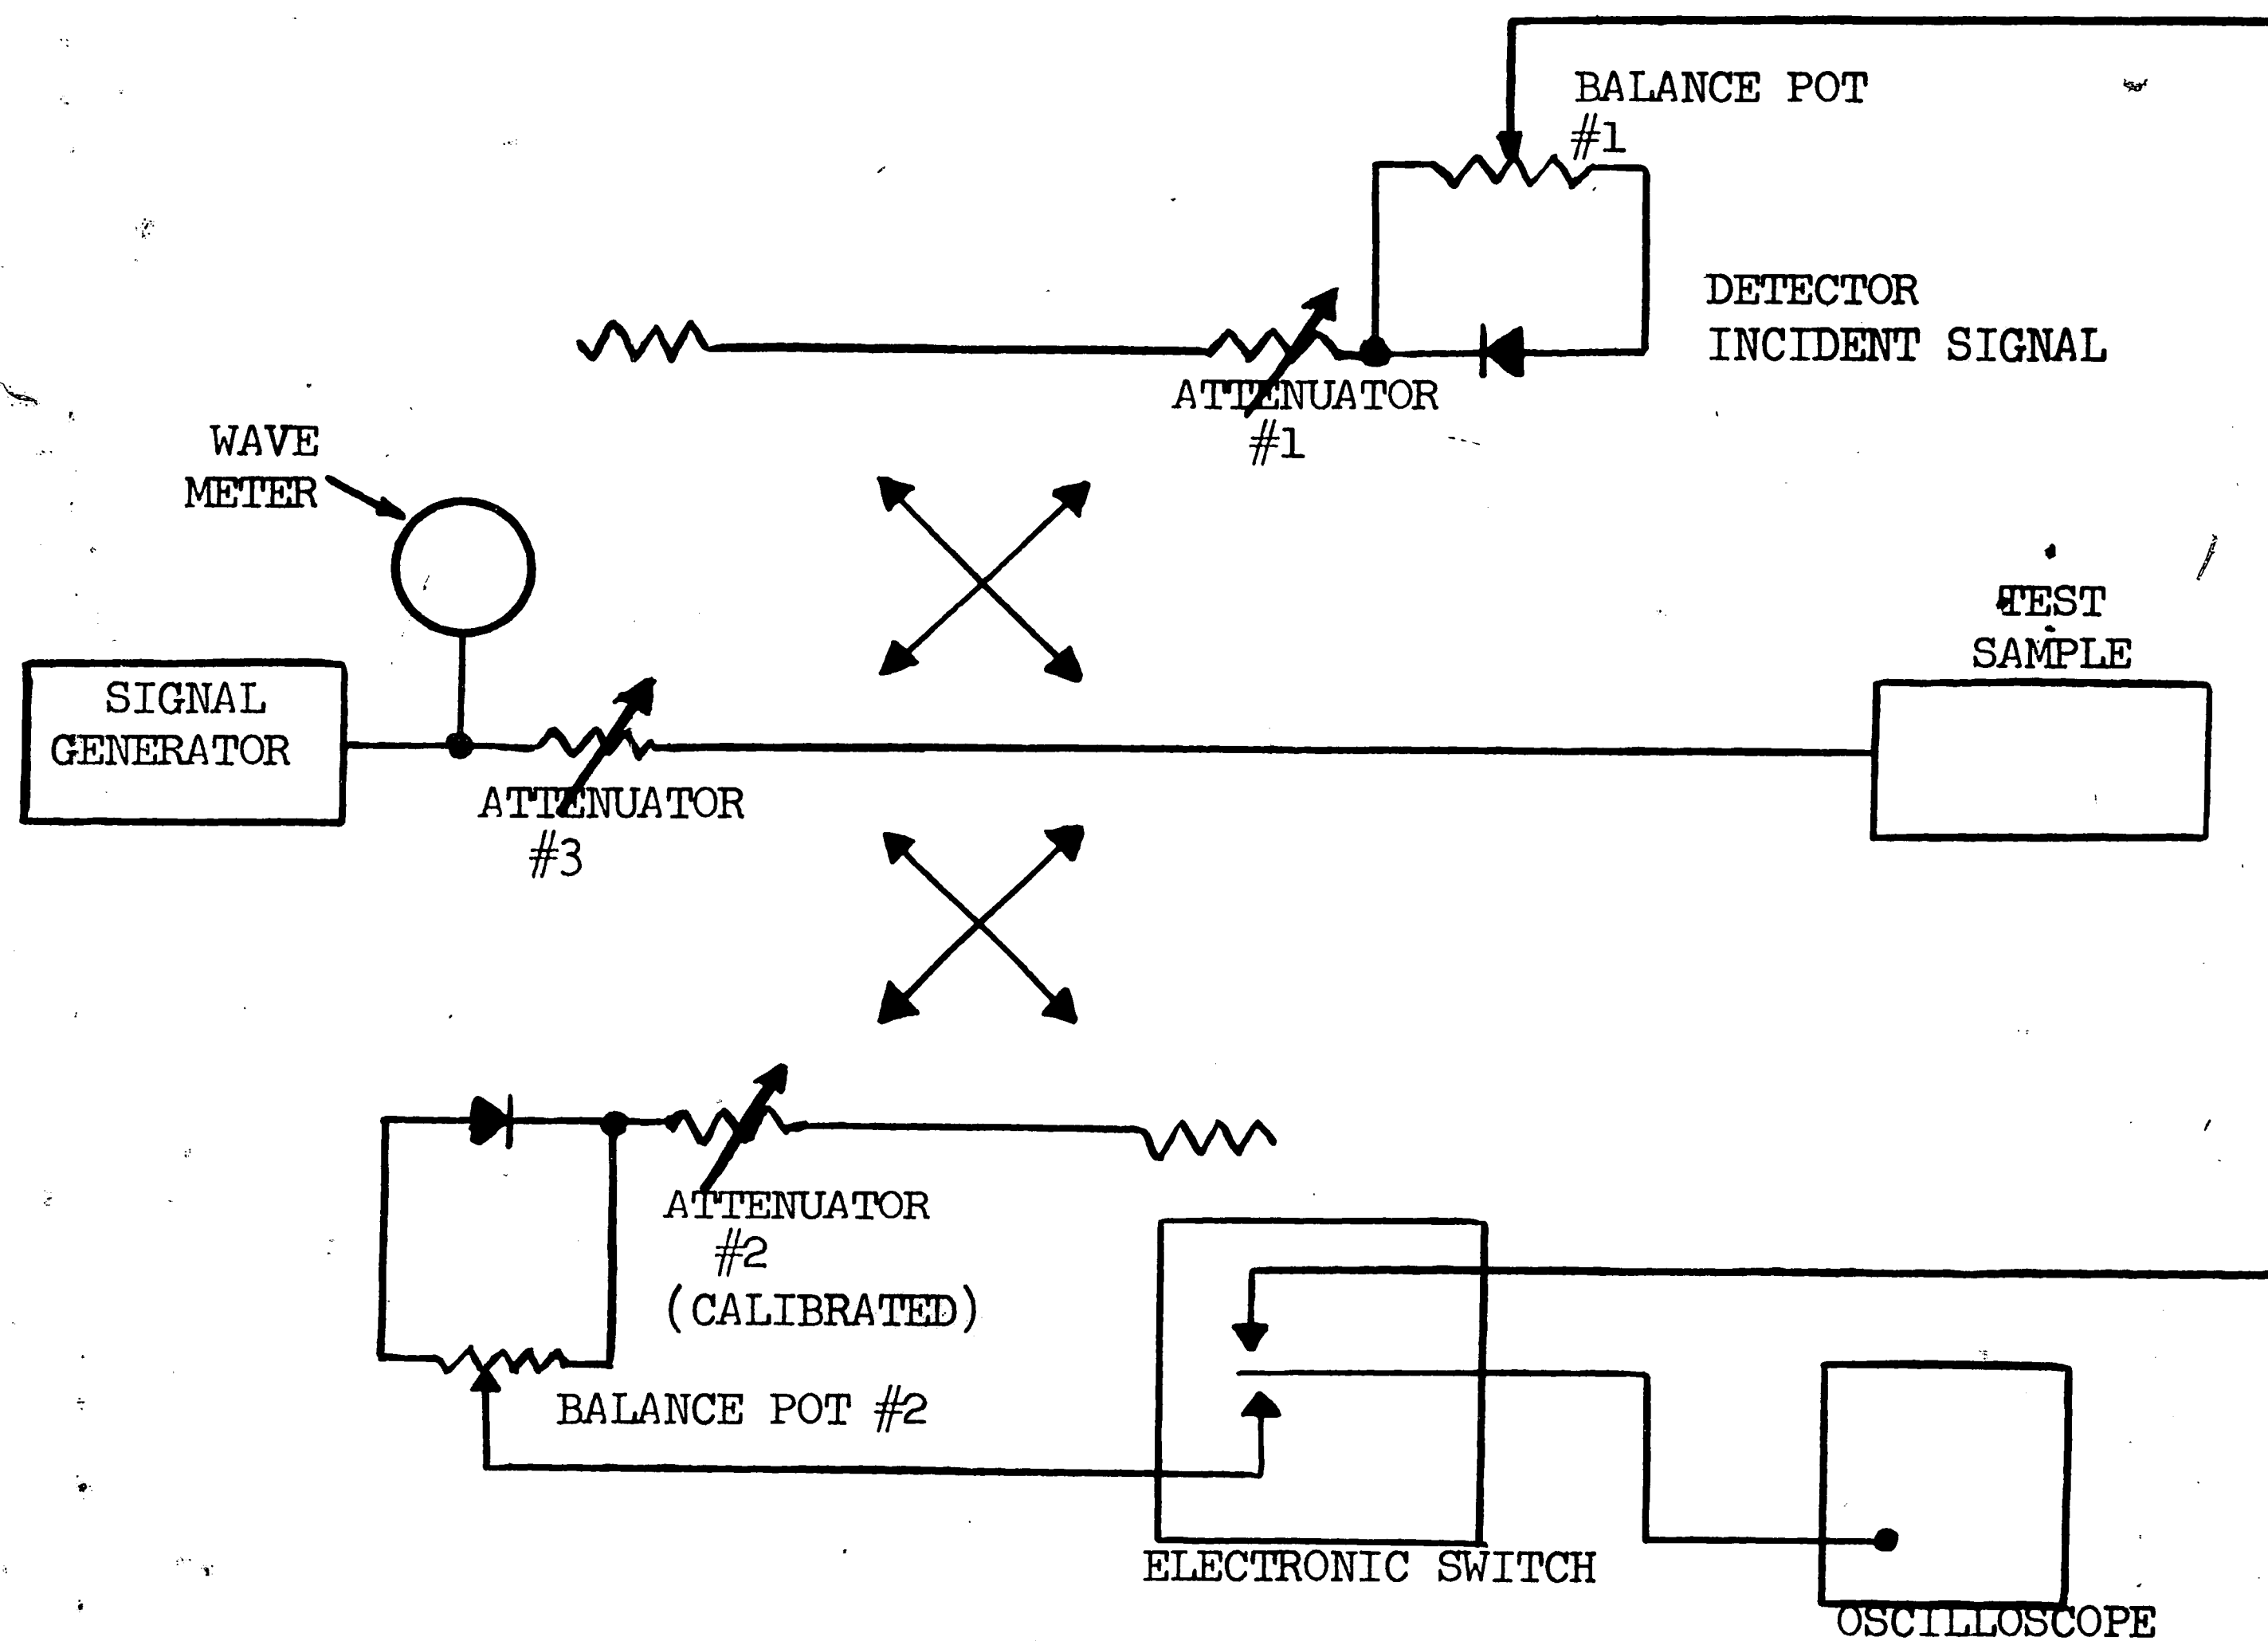 BALANCE POT
#1
DETECTOR
INCIDENT SIGNAL
ATTENUATOR
#1
WAVE
METER
TEST
SAMPLE
SIGNAL
GENERATOR
ATTENUATOR
#3
ATTENUATOR
#2
(CALIBRATED)
BALANCE POT #2
ELECTRONIC SWITCH
OSCILLOSCOPE